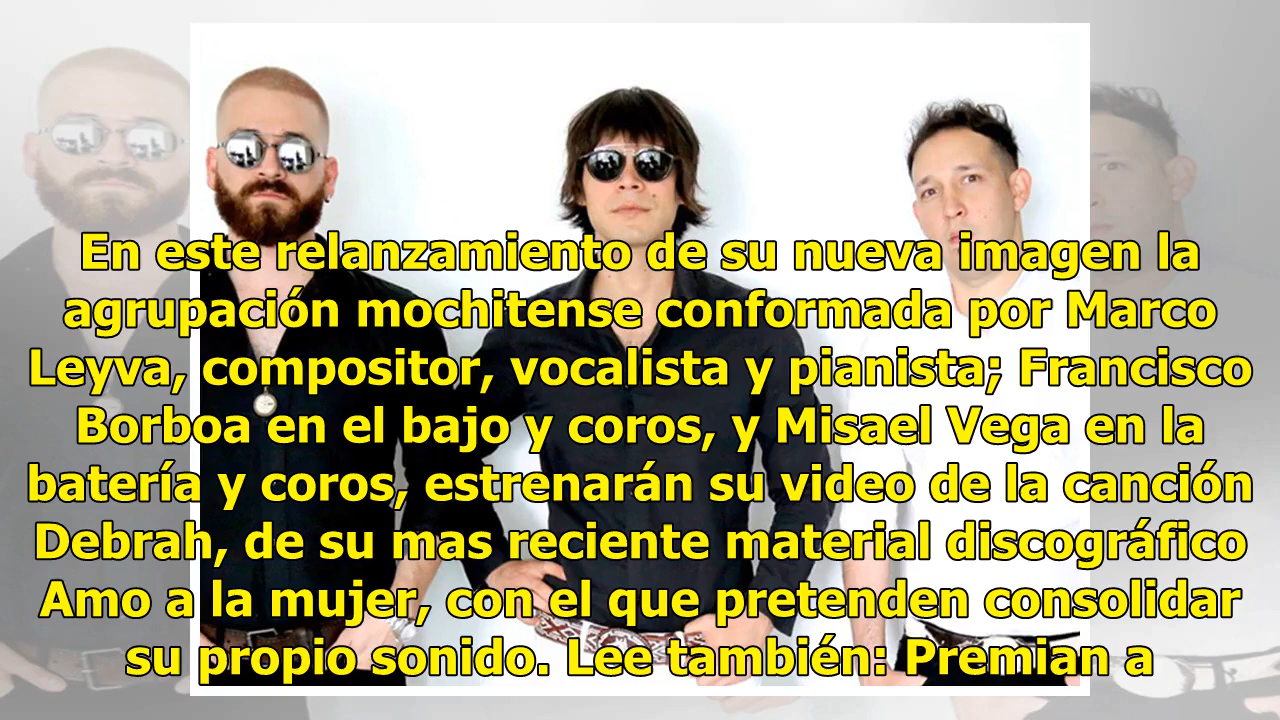 En este relanzamiento de su nueva imagen la
agrupación mochitense conformada por Marco
Leyva, compositor, vocalista y pianista; Francisco
Borboa en el bajo y coros, y Misael Vega en la
batería y coros, estrenarán su video de la canción
Debrah, de su mas reciente material discográfico
Amo a la mujer, con el que pretenden consolidar
su propio sonido. Lee también: Premian a